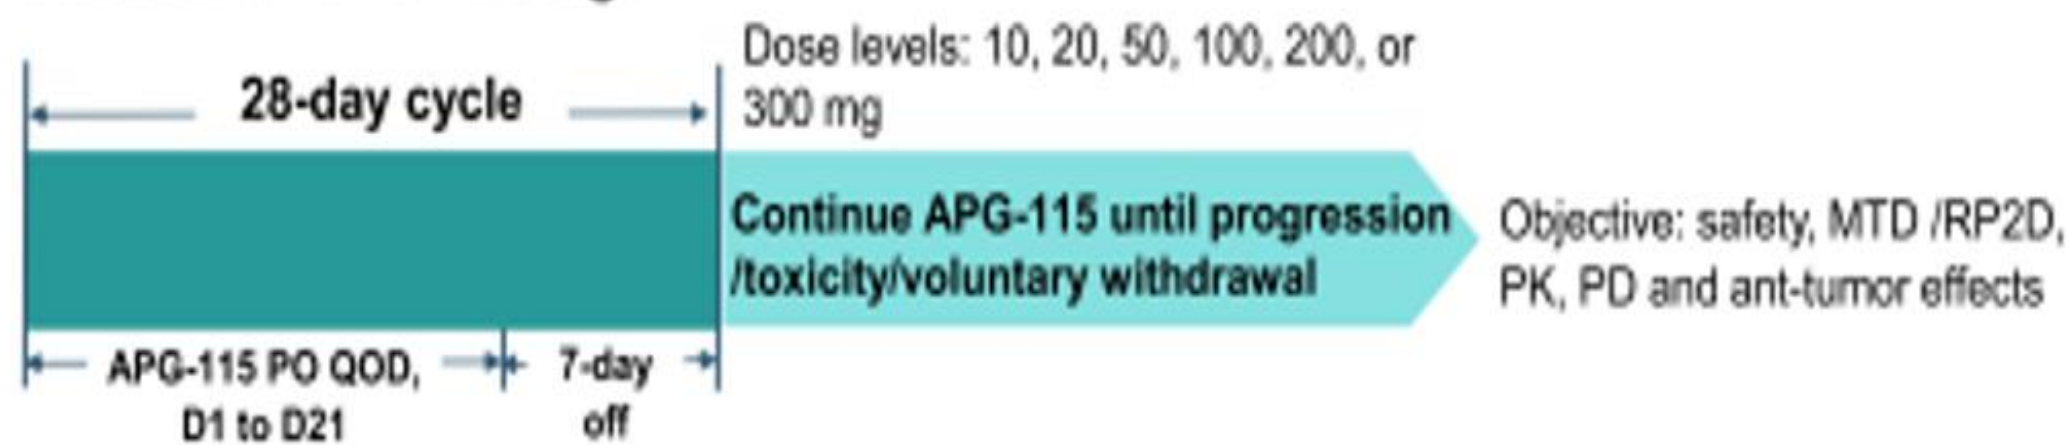 28-day cycle
Dose levels: 10, 20, 50, 100, 200, or
300 mg
Continue APG-115 until progression
/toxicity/voluntary withdrawal
Objective: safety, MTD /RP2D,
PK, PD and ant-tumor effects
APG-115 PO QOD,
D1 to D21
7-day
off